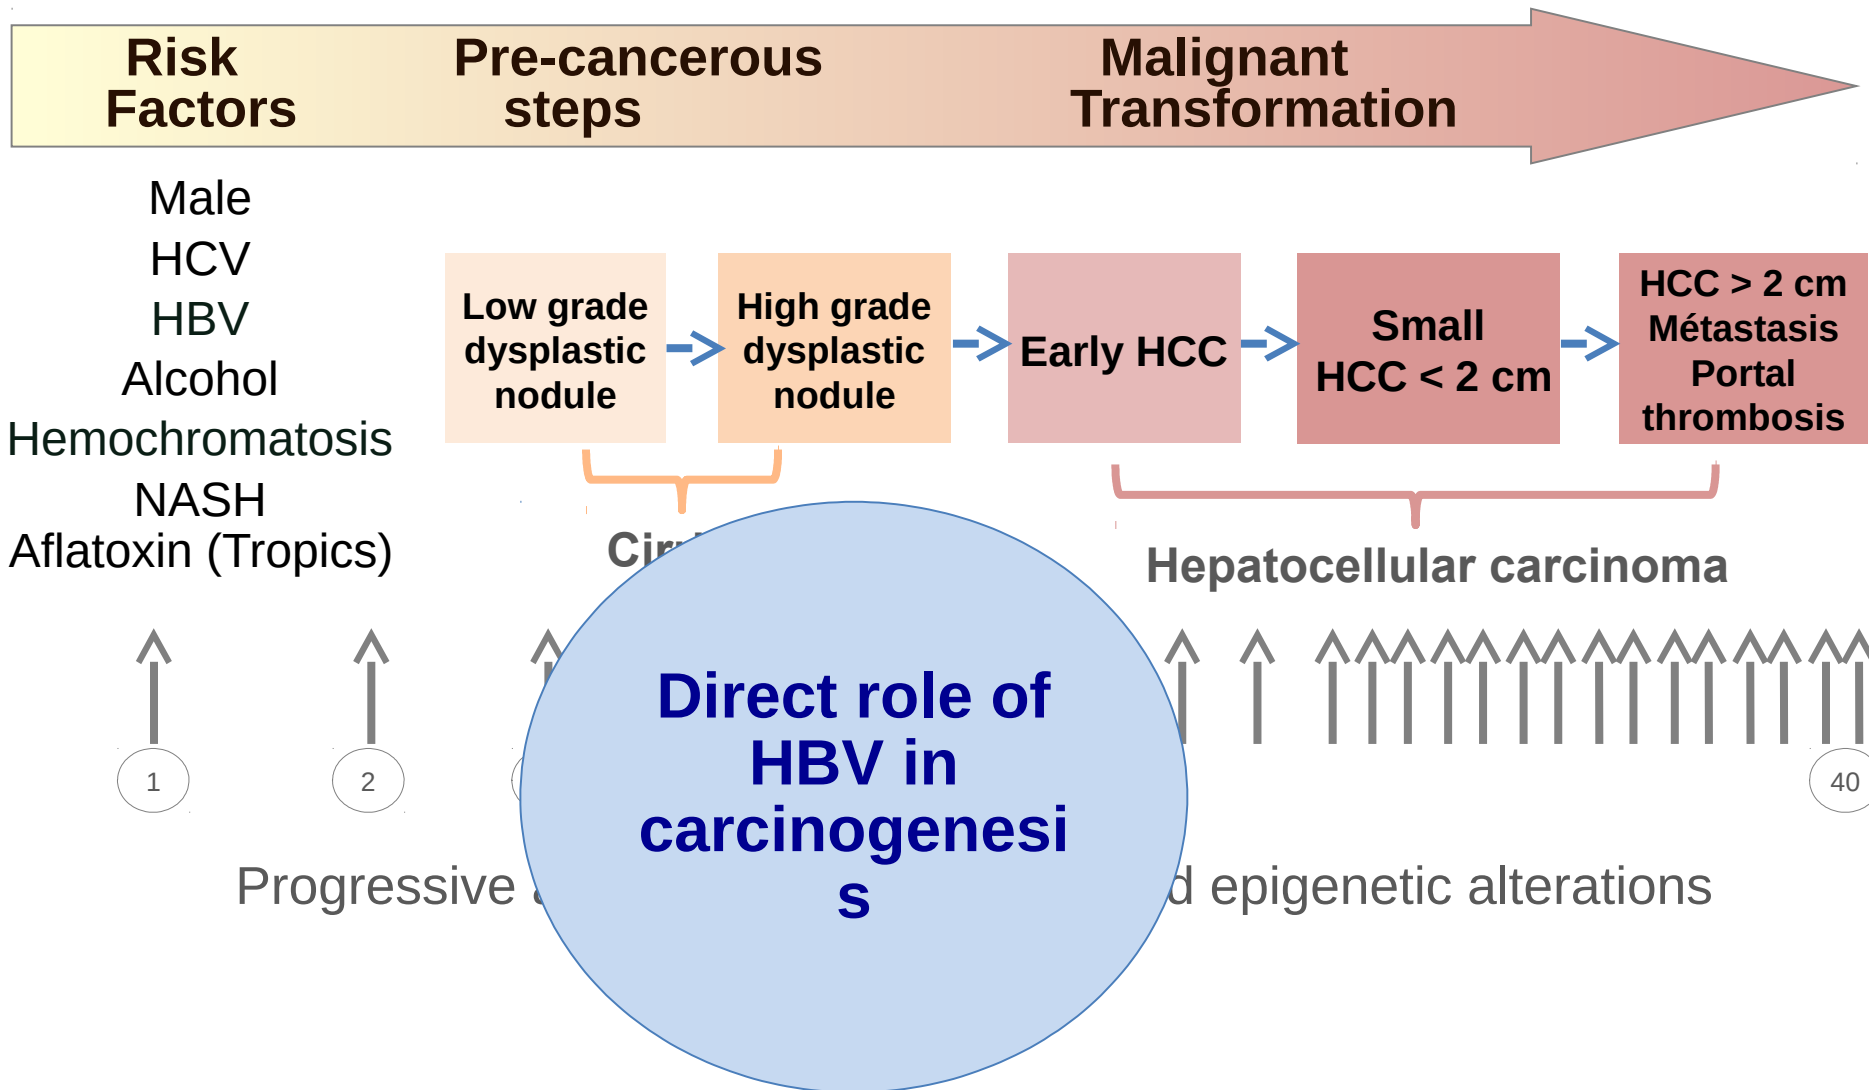 Risk
Factors
Pre-cancerous
steps
Malignant
Transformation
Male
HCV
HBV
Alcohol
Hemochromatosis
NASH
Aflatoxin (Tropics)
Low grade
dysplastic
nodule
High grade
dysplastic
nodule
Early HCC
Small
HCC < 2 cm
HCC > 2 cm
Métastasis
Portal
thrombosis
Hepatocellular carcinoma
Direct role of
HBV in
carcinogenesi
s
1
2
40
Progressive epigenetic alterations